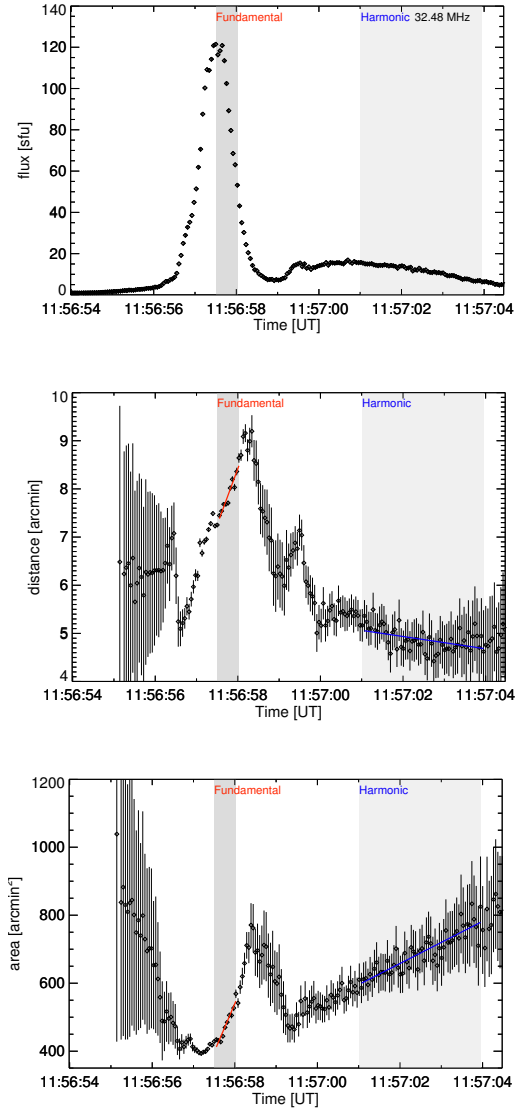 140
Fundamental
Harmonic 32.48 MHz
120
100
80
60
40
20
0
flux [sfu]
11:56:54 11:56:56 11:56:58 11:57:00 11:57:02 11:57:04
Time [UT]
10
Fundamental
Harmonic
9
8
7
6
5
4
distance [arcmin]
11:56:54 11:56:56 11:56:58 11:57:00 11:57:02 11:57:04
Time [UT]
1200
Fundamental
Harmonic
1000
800
600
400
area [arcmin²]
11:56:54 11:56:56 11:56:58 11:57:00 11:57:02 11:57:04
Time [UT]